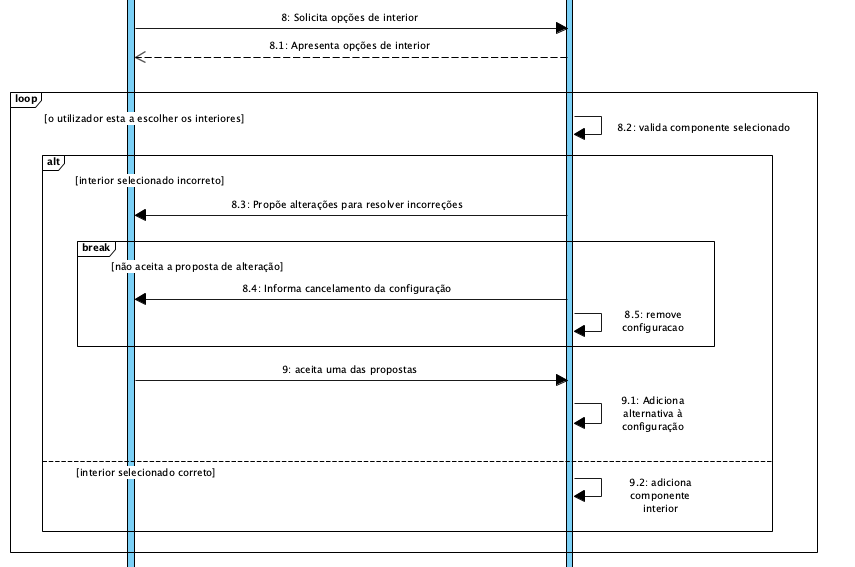 8: Solicita opções de interior
8.1: Apresenta opções de interior
loop
[o utilizador esta a escolher os interiores]
8.2: valida componente selecionado
alt
[interior selecionado incorreto]
8.3: Propõe alterações para resolver incorreções
break
[não aceita a proposta de alteração]
8.4: Informa cancelamento da configuração
8.5: remove
configuracao
9: aceita uma das propostas
9.1: Adiciona
alternativa à
configuração
[interior selecionado correto]
9.2: adiciona
componente
interior